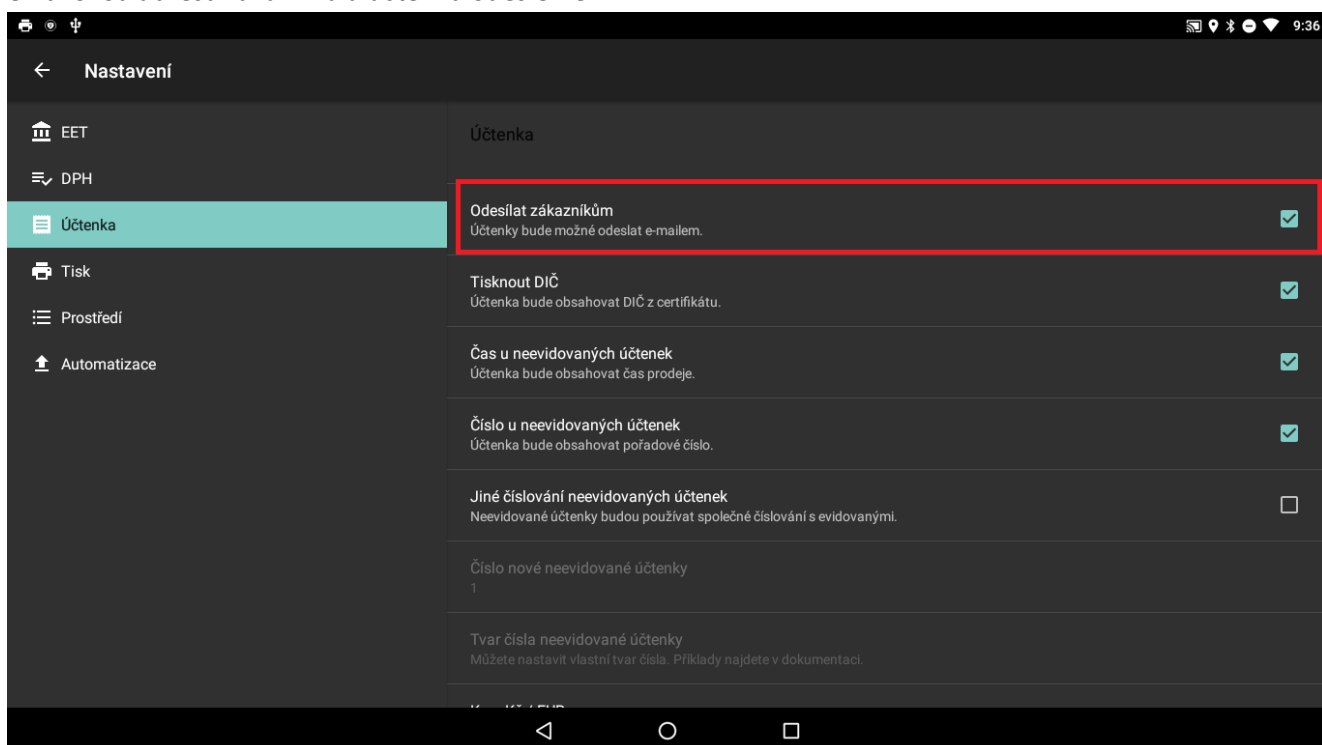 9:36
Nastavení
EET
DPH
Účtenka
Tisk
Prostředí
Automatizace
Účtenka
Odesílat zákazníkům
Účtenky bude možné odeslat e-mailem.
Tisknout DIČ
Účtenka bude obsahovat DIČ z certifikátu.
Čas u neevidovaných účtenek
Účtenka bude obsahovat čas prodeje.
Číslo u neevidovaných účtenek
Účtenka bude obsahovat pořadové číslo.
Jiné číslování neevidovaných účtenek
Neevidované účtenky budou používat společné číslování s evidovanými.
Číslo nové neevidované účtenky
1
Tvar čísla neevidované účtenky
Můžete nastavit vlastní tvar čísla. Příklady najdete v dokumentaci.